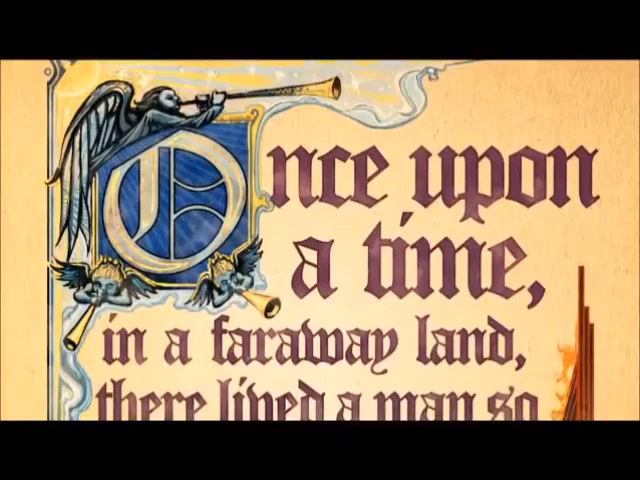 Once upon
a time,
in a faraway land,
there lived a man so